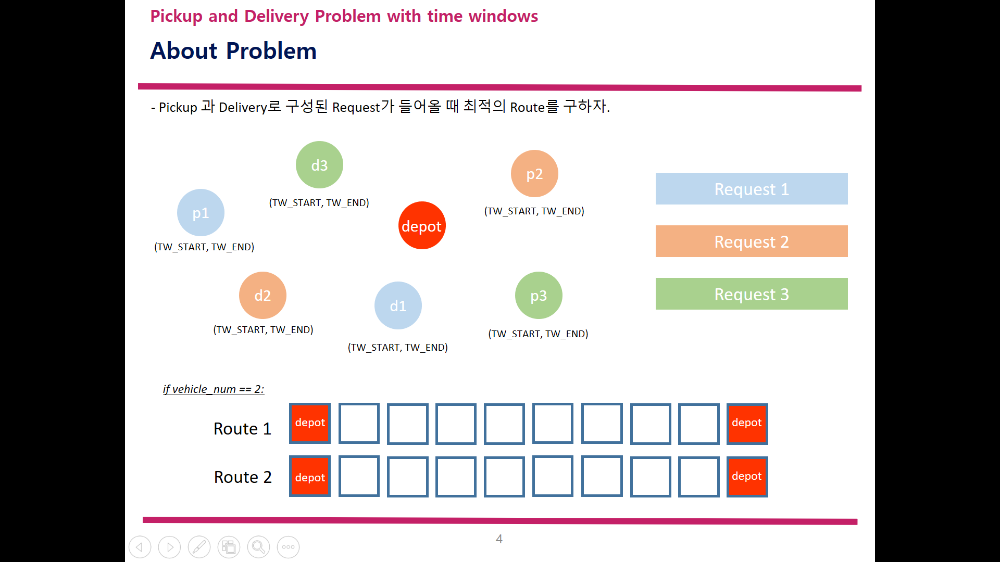 Pickup and Delivery Problem with time windows
About Problem
- Pickup 과 Delivery로 구성된 Request가 들어올 때 최적의 Route를 구하자.
d3
(TW_START, TW_END)
p2
(TW_START, TW_END)
p1
(TW_START, TW_END)
depot
d2
(TW_START, TW_END)
d1
(TW_START, TW_END)
p3
(TW_START, TW_END)
Request 1
Request 2
Request 3
if vehicle_num == 2:
Route 1 depot depot
Route 2 depot depot
4